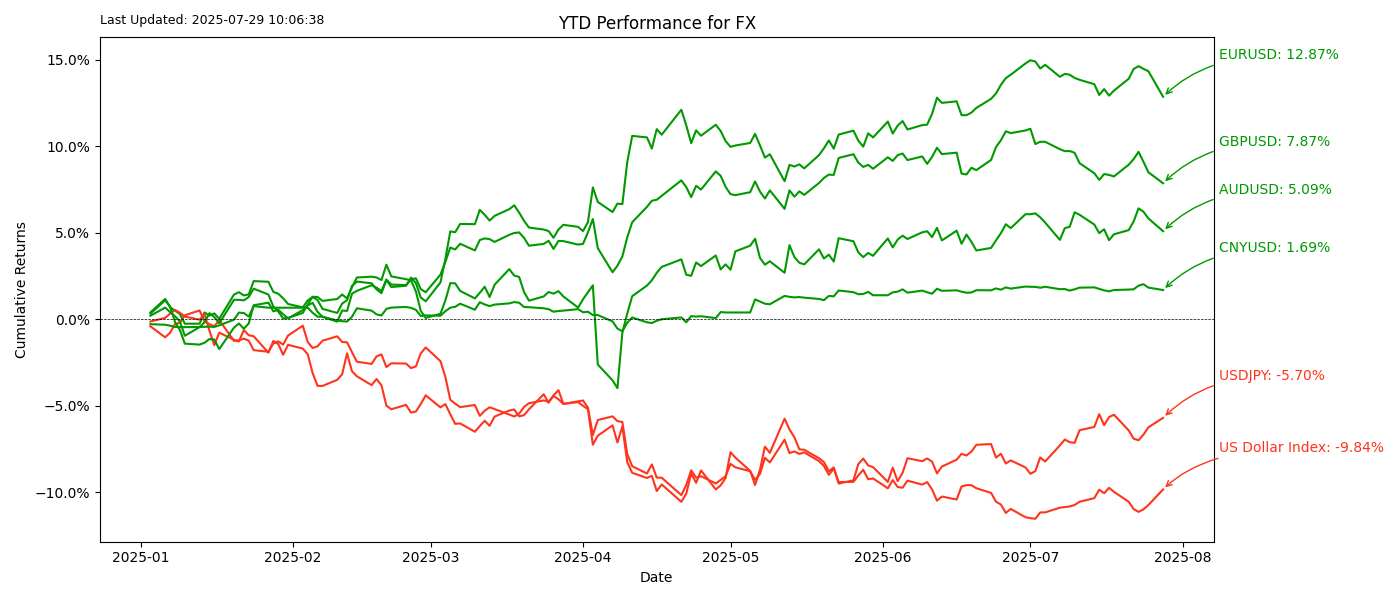 Last Updated: 2025-07-29 10:06:38
YTD Performance for FX
Cumulative Returns
15.0%
10.0%
5.0%
0.0%
−5.0%
−10.0%
EURUSD: 12.87%
GBPUSD: 7.87%
AUDUSD: 5.09%
CNYUSD: 1.69%
USDJPY: -5.70%
US Dollar Index: -9.84%
2025-01
2025-02
2025-03
2025-04
2025-05
2025-06
2025-07
2025-08
Date